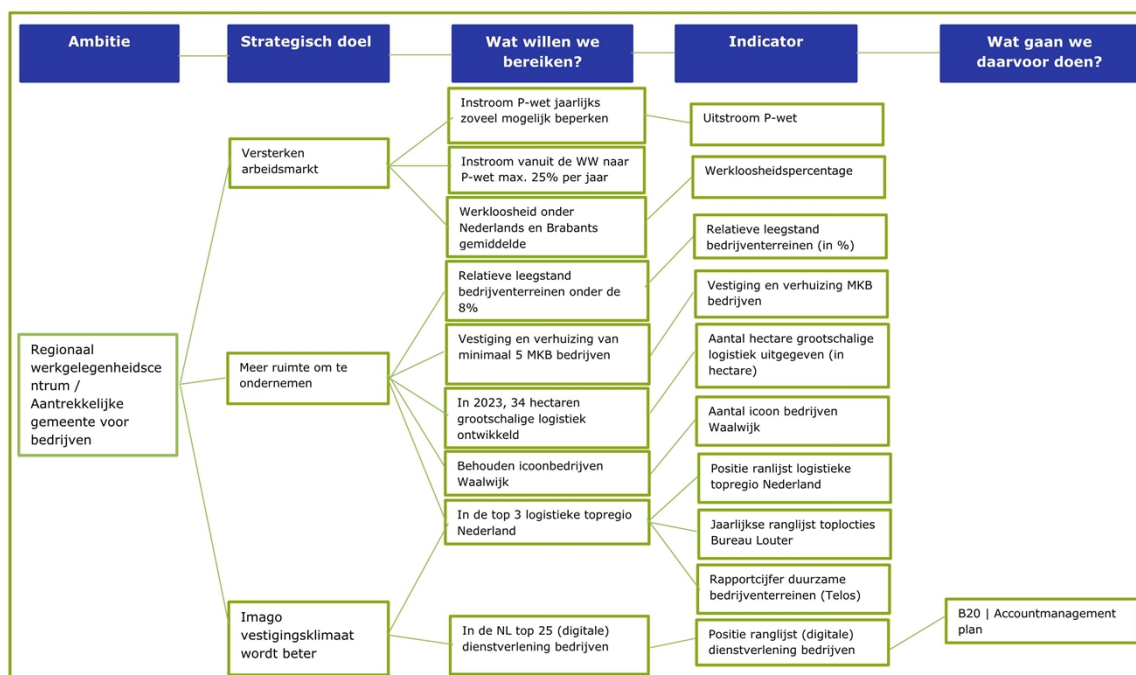 Ambitie
Strategisch doel
Wat willen we
bereiken?
Indicator
Wat gaan we
daarvoor doen?
Regionaal
werkgelegenheidsce
ntrum /
Aantrekkelijke
gemeente voor
bedrijven
Versterken
arbeidsmarkt
Meer ruimte om te
ondernemen
Imago
vestigingsklimaat
wordt beter
Instroom P-wet jaarlijks
zoveel mogelijk beperken
Instroom vanuit de WW naar
P-wet max. 25% per jaar
Werkloosheid onder
Nederlands en Brabants
gemiddelde
Relatieve leegstand
bedrijventerreinen onder de
8%
Vestiging en verhuizing van
minimaal 5 MKB bedrijven
In 2023, 34 hectaren
grootschalige logistiek
ontwikkeld
Behouden icoonbedrijven
Waalwijk
In de top 3 logistieke topregio
Nederland
In de NL top 25 (digitale)
dienstverlening bedrijven
Uitstroom P-wet
Werkloosheidspercentage
Relatieve leegstand
bedrijventerreinen (in %)
Vestiging en verhuizing MKB
bedrijven
Aantal hectare grootschalige
logistiek uitgegeven (in
hectare)
Aantal icoon bedrijven
Waalwijk
Positie ranlijst logistieke
topregio Nederland
Jaarlijkse ranglijst toplocties
Bureau Louter
Rapportcijfer duurzame
bedrijventerreinen (Telos)
Positie ranglijst (digitale)
dienstverlening bedrijven
B20 | Accountmanagement
plan